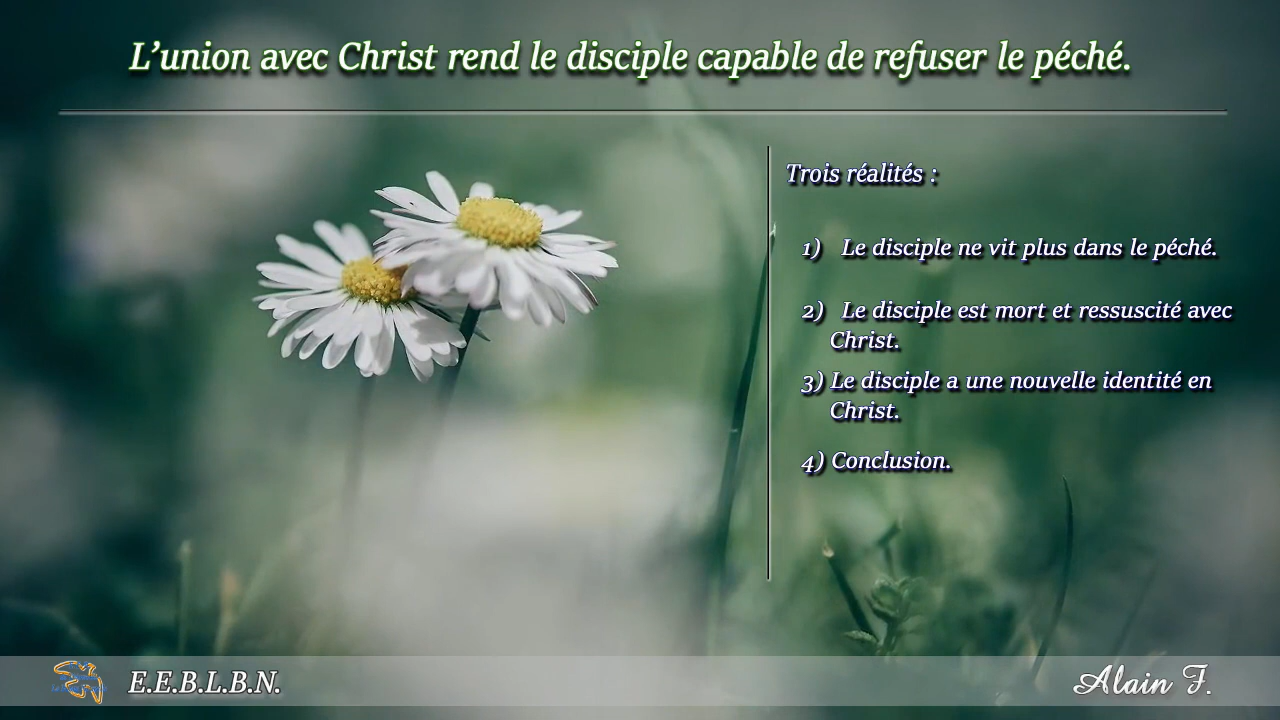 L’union avec Christ rend le disciple capable de refuser le péché.
Trois réalités :
1) Le disciple ne vit plus dans le péché.
2) Le disciple est mort et ressuscité avec
Christ.
3) Le disciple a une nouvelle identité en
Christ.
4) Conclusion.
E.E.B.L.B.N.
Alain F.